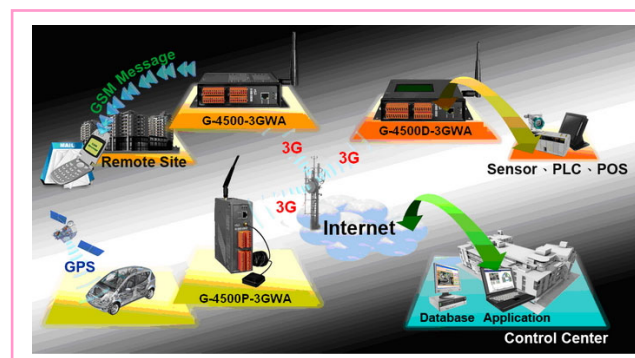 GSM Message
G-4500-3GWA
G-4500D-3GWA
Remote Site
3G
3G
Sensor、PLC、POS
3G
Internet
GPS
G-4500P-3GWA
Database
Application
Control Center